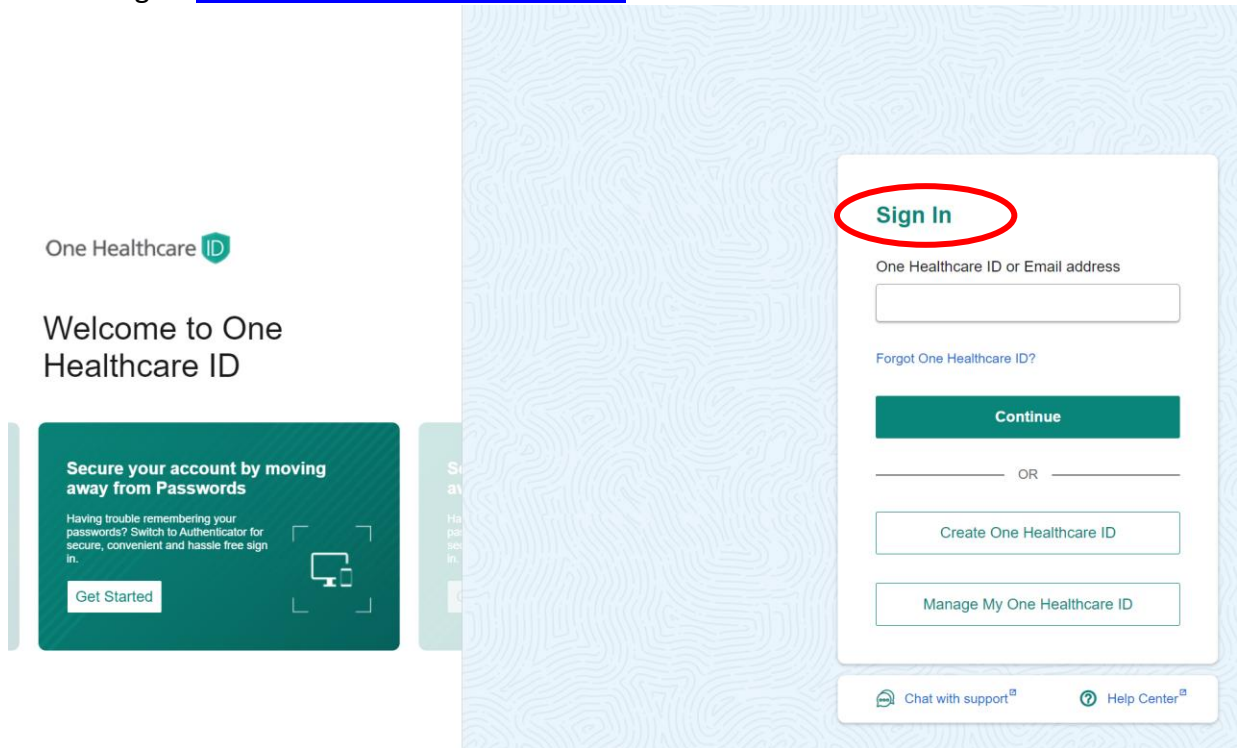 One Healthcare ID
Welcome to One
Healthcare ID
Secure your account by moving
away from Passwords
Having trouble remembering your
passwords? Switch to Authenticator for
secure, convenient and hassle free sign
in.
Get Started
Sign In
One Healthcare ID or Email address
Forgot One Healthcare ID?
Continue
OR
Create One Healthcare ID
Manage My One Healthcare ID
Chat with support
Help Center